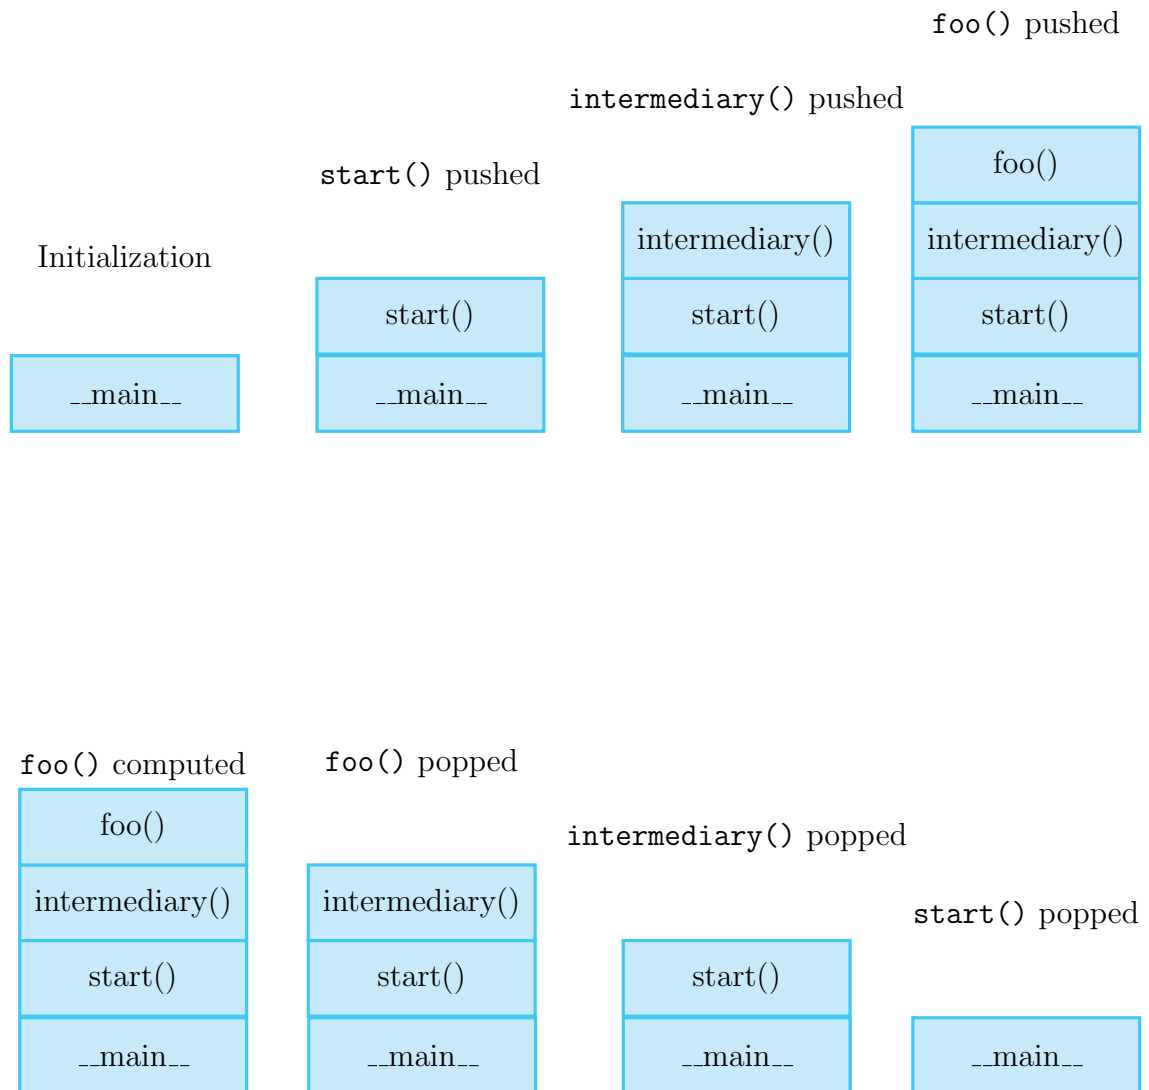 foo() pushed
intermediary() pushed
foo()
start() pushed
intermediary()
intermediary()
Initialization
start()
start()
start()
__main__
__main__
__main__
__main__
foo() computed
foo() popped
foo()
intermediary() popped
intermediary()
intermediary()
start() popped
start()
start()
start()
__main__
__main__
__main__
__main__